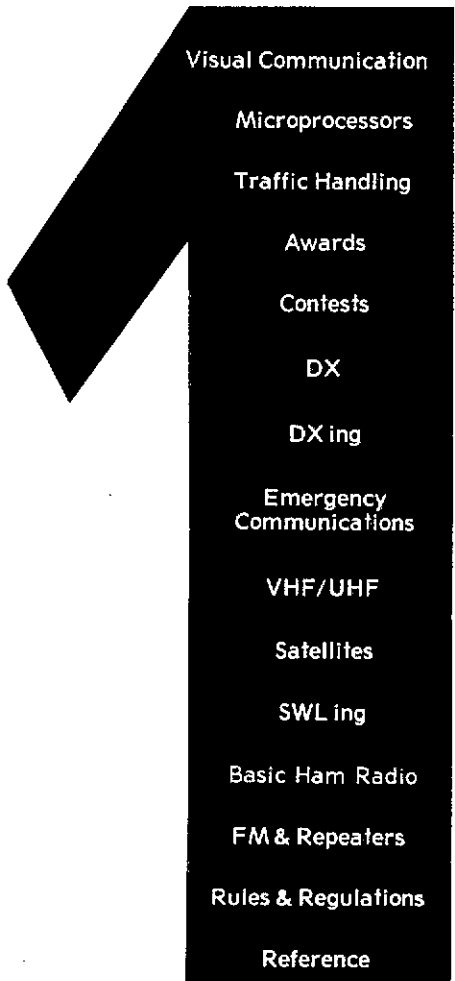 Visual Communication
Microprocessors
Traffic Handling
Awards
Contests
DX
DX ing
Emergency
Communications
VHF/UHF
Satellites
SWL ing
Basic Ham Radio
FM & Repeaters
Rules & Regulations
Reference